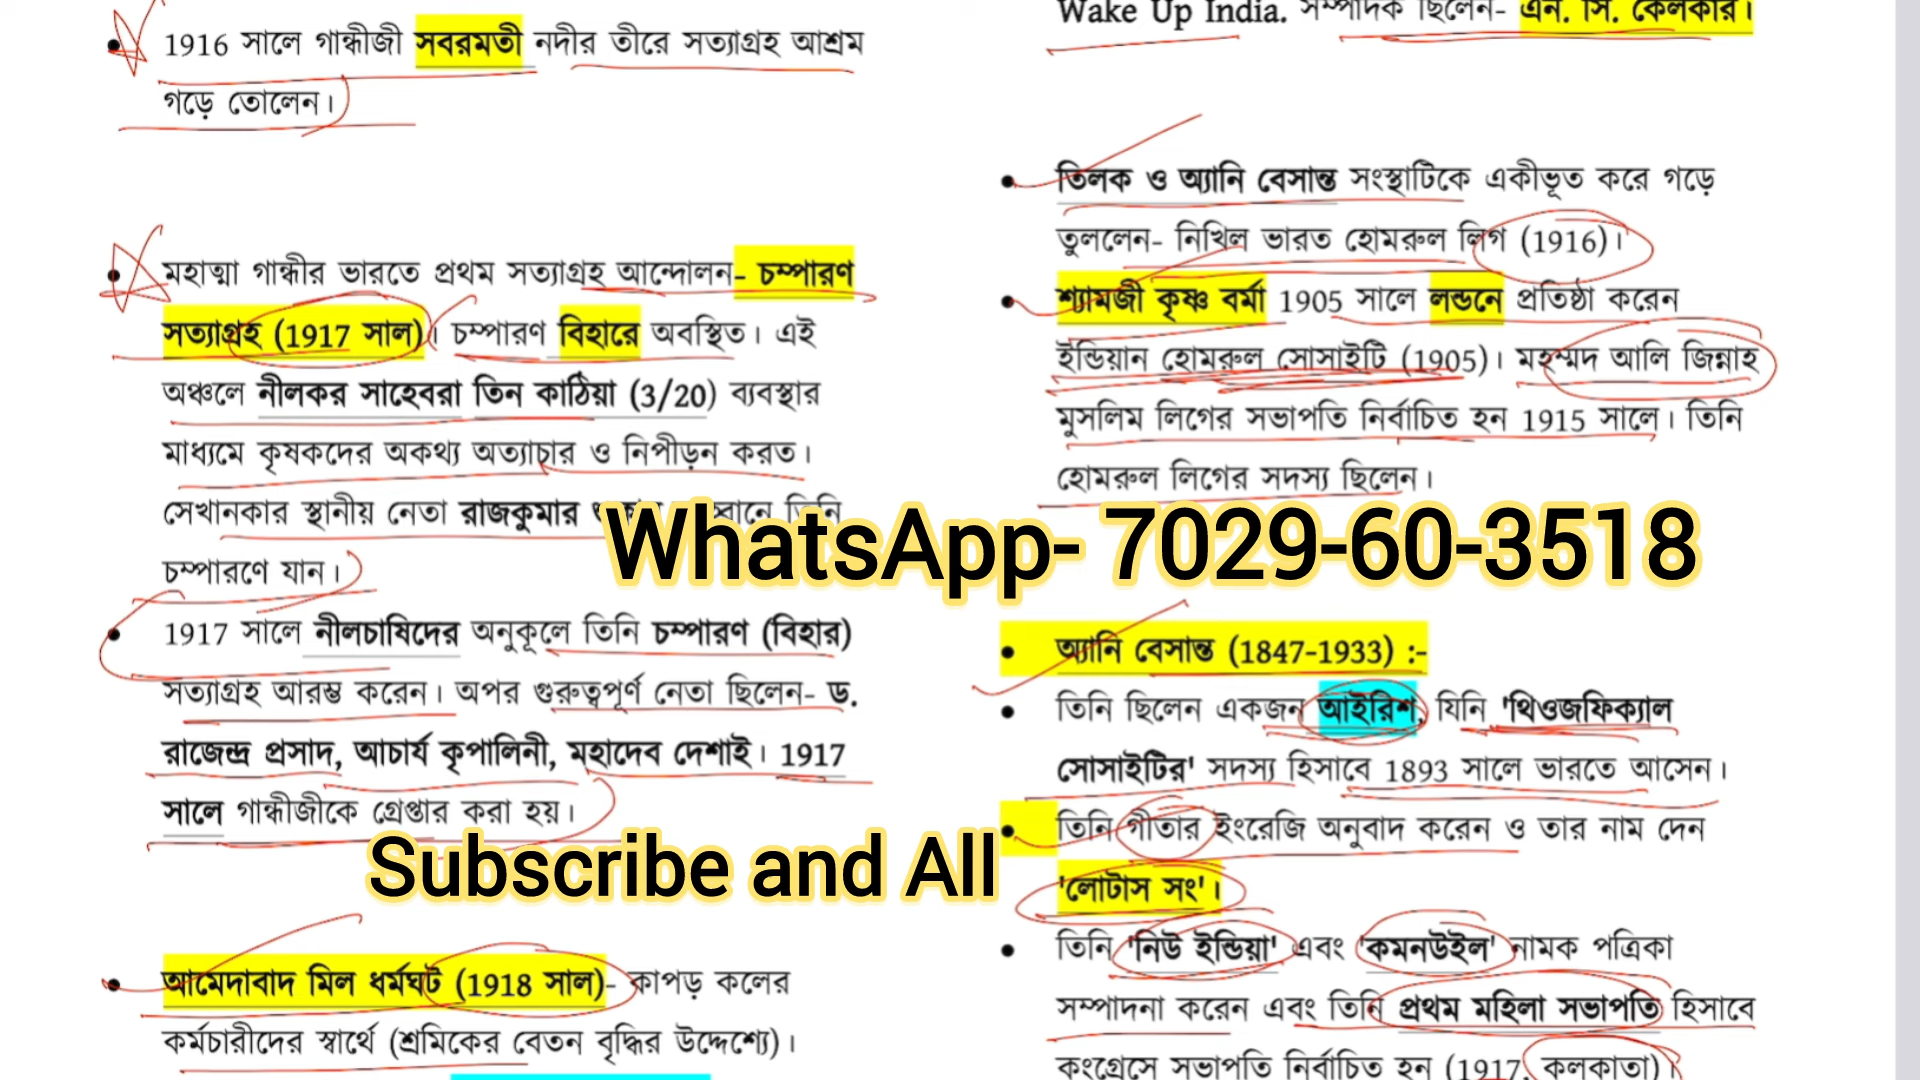 1916 সালে গান্ধীজী সবরমতী নদীর তীরে সত্যাগ্রহ আশ্রম
গড়ে তোলেন।
মহাত্মা গান্ধীর ভারতে প্রথম সত্যাগ্রহ আন্দোলন- চম্পারণ
সত্যাগ্রহ (1917 সাল)। চম্পারণ বিহারে অবস্থিত। এই
অঞ্চলে নীলকর সাহেবরা তিন কাঠিয়া (3/20) ব্যবস্থার
মাধ্যমে কৃষকদের অকথ্য অত্যাচার ও নিপীড়ন করত।
সেখানকার স্থানীয় নেতা রাজকুমার তিনি
চম্পারণে যান।
1917 সালে নীলচাষিদের অনুকূলে তিনি চম্পারণ (বিহার)
সত্যাগ্রহ আরম্ভ করেন। অপর গুরুত্বপূর্ণ নেতা ছিলেন- ড.
রাজেন্দ্র প্রসাদ, আচার্য কৃপালিনী, মহাদেব দেশাই। 1917
সালে গান্ধীজীকে গ্রেপ্তার করা হয়।
আমেদাবাদ মিল ধর্মঘট (1918 সাল)- কাপড় কলের
কর্মচারীদের স্বার্থে (শ্রমিকের বেতন বৃদ্ধির উদ্দেশ্যে)।
Wake Up India. সম্পাদক ছিলেন- এন. সি. কেলকার।
তিলক ও অ্যানি বেসান্ত সংস্থাটিকে একীভূত করে গড়ে
তুললেন- নিখিল ভারত হোমরুল লিগ (1916)।
শ্যামজী কৃষ্ণ বর্মা 1905 সালে লন্ডনে প্রতিষ্ঠা করেন
ইন্ডিয়ান হোমরুল সোসাইটি (1905)। মহম্মদ আলি জিন্নাহ
মুসলিম লিগের সভাপতি নির্বাচিত হন 1915 সালে। তিনি
হোমরুল লিগের সদস্য ছিলেন।
WhatsApp- 7029-60-3518
অ্যানি বেসান্ত (1847-1933) :-
তিনি ছিলেন একজন আইরিশ, যিনি 'থিওজফিক্যাল
সোসাইটির' সদস্য হিসাবে 1893 সালে ভারতে আসেন।
তিনি গীতার ইংরেজি অনুবাদ করেন ও তার নাম দেন
'লোটাস সং'।
তিনি 'নিউ ইন্ডিয়া' এবং 'কমনউইল' নামক পত্রিকা
সম্পাদনা করেন এবং তিনি প্রথম মহিলা সভাপতি হিসাবে
কংগ্রেসে সভাপতি নির্বাচিত হন (1917, কলকাতা)।
Subscribe and All